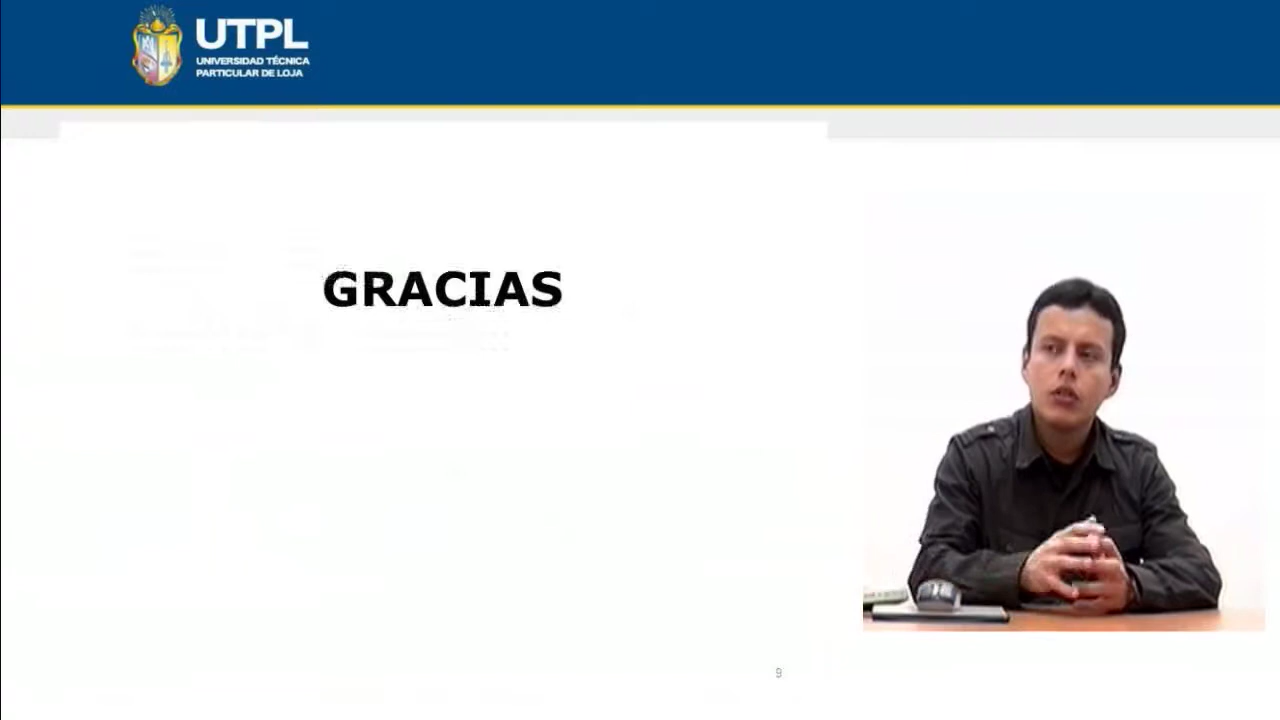 UTPL
UNIVERSIDAD TÉCNICA
PARTICULAR DE LOJA
GRACIAS
9